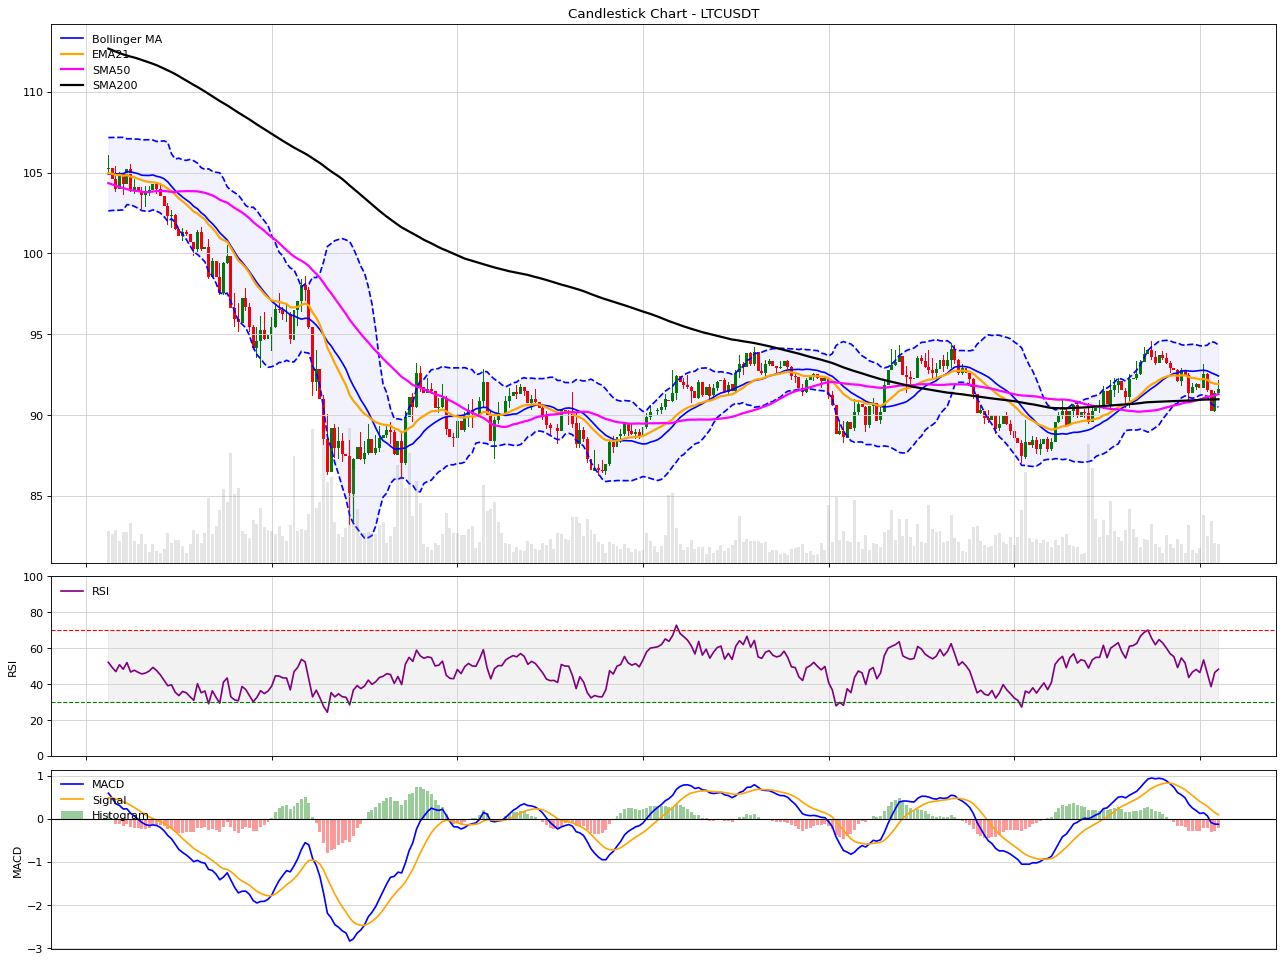 Candlestick Chart - LTCUSDT
Bollinger MA
EMA21
SMA50
SMA200
110
105
100
95
90
85
RSI
100
80
60
40
20
0
RSI
MACD
Signal
Histogram
1
0
−1
−2
−3
MACD